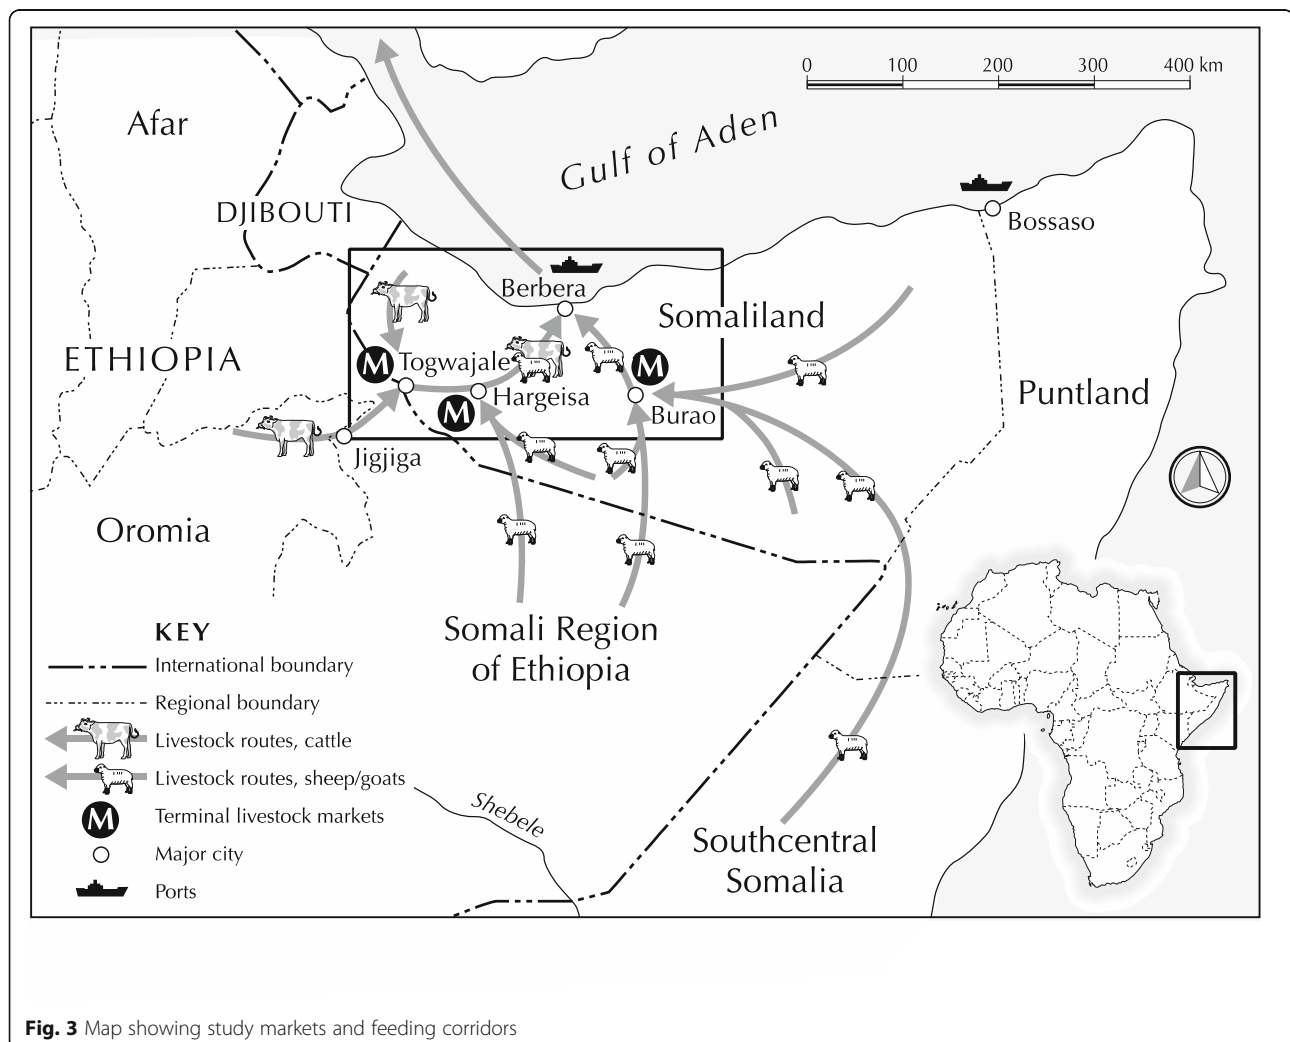 0 100 200 300 400 km
Afar
Gulf of Aden
DJIBOUTI
Bossaso
Berbera
Somaliland
ETHIOPIA
M
Togwajale
M
Puntland
Hargeisa
M
Burao
Jigjiga
Oromia
Somali Region
of Ethiopia
KEY
International boundary
Regional boundary
Livestock routes, cattle
Livestock routes, sheep/goats
M
Terminal livestock markets
Major city
Ports
Shebele
Southcentral
Somalia
Fig. 3 Map showing study markets and feeding corridors